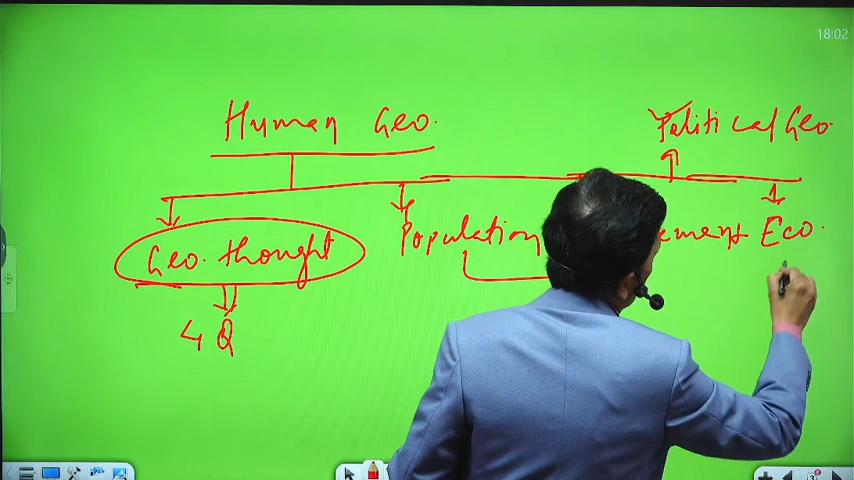 18:02
Human Geo.
Political Geo.
Geo. thought
Population
ement
Eco.
4 Q